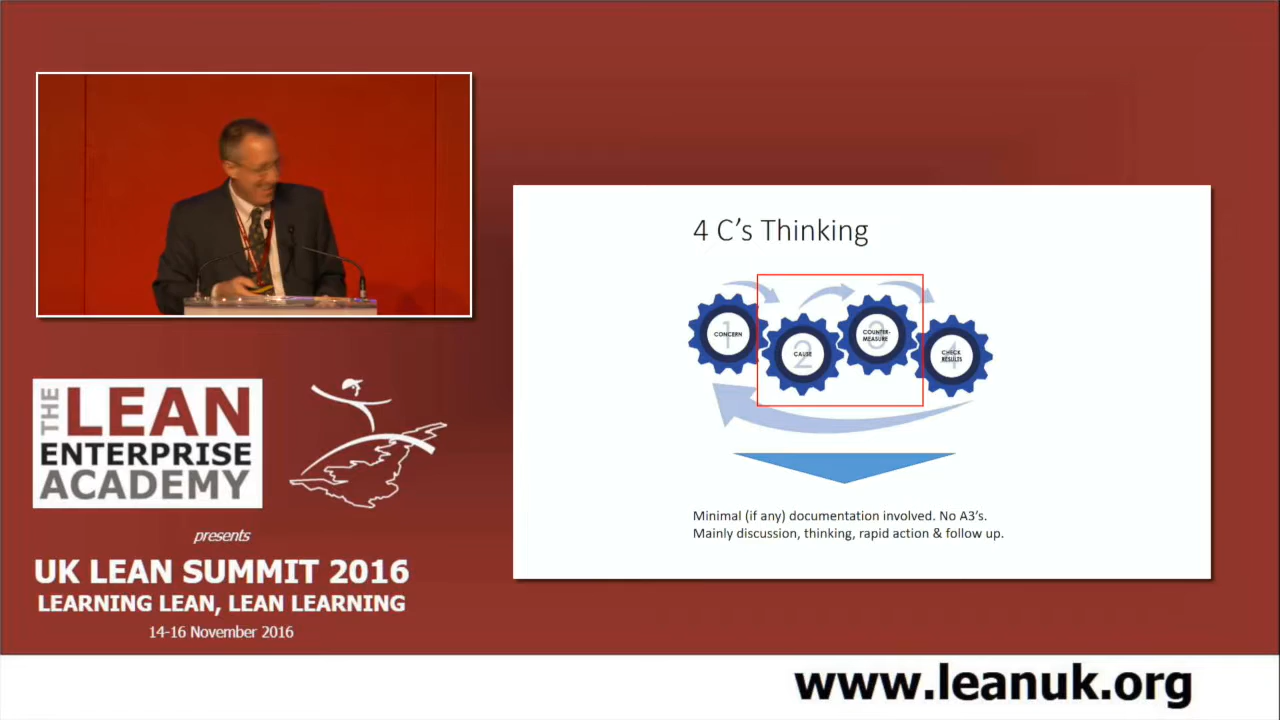 4 C's Thinking
1
CONCERN
2
CAUSE
3
COUNTER-
MEASURE
4
CHECK
RESULTS
Minimal (if any) documentation involved. No A3's.
Mainly discussion, thinking, rapid action & follow up.
THE
LEAN
ENTERPRISE
ACADEMY
presents
UK LEAN SUMMIT 2016
LEARNING LEAN, LEAN LEARNING
14-16 November 2016
www.leanuk.org